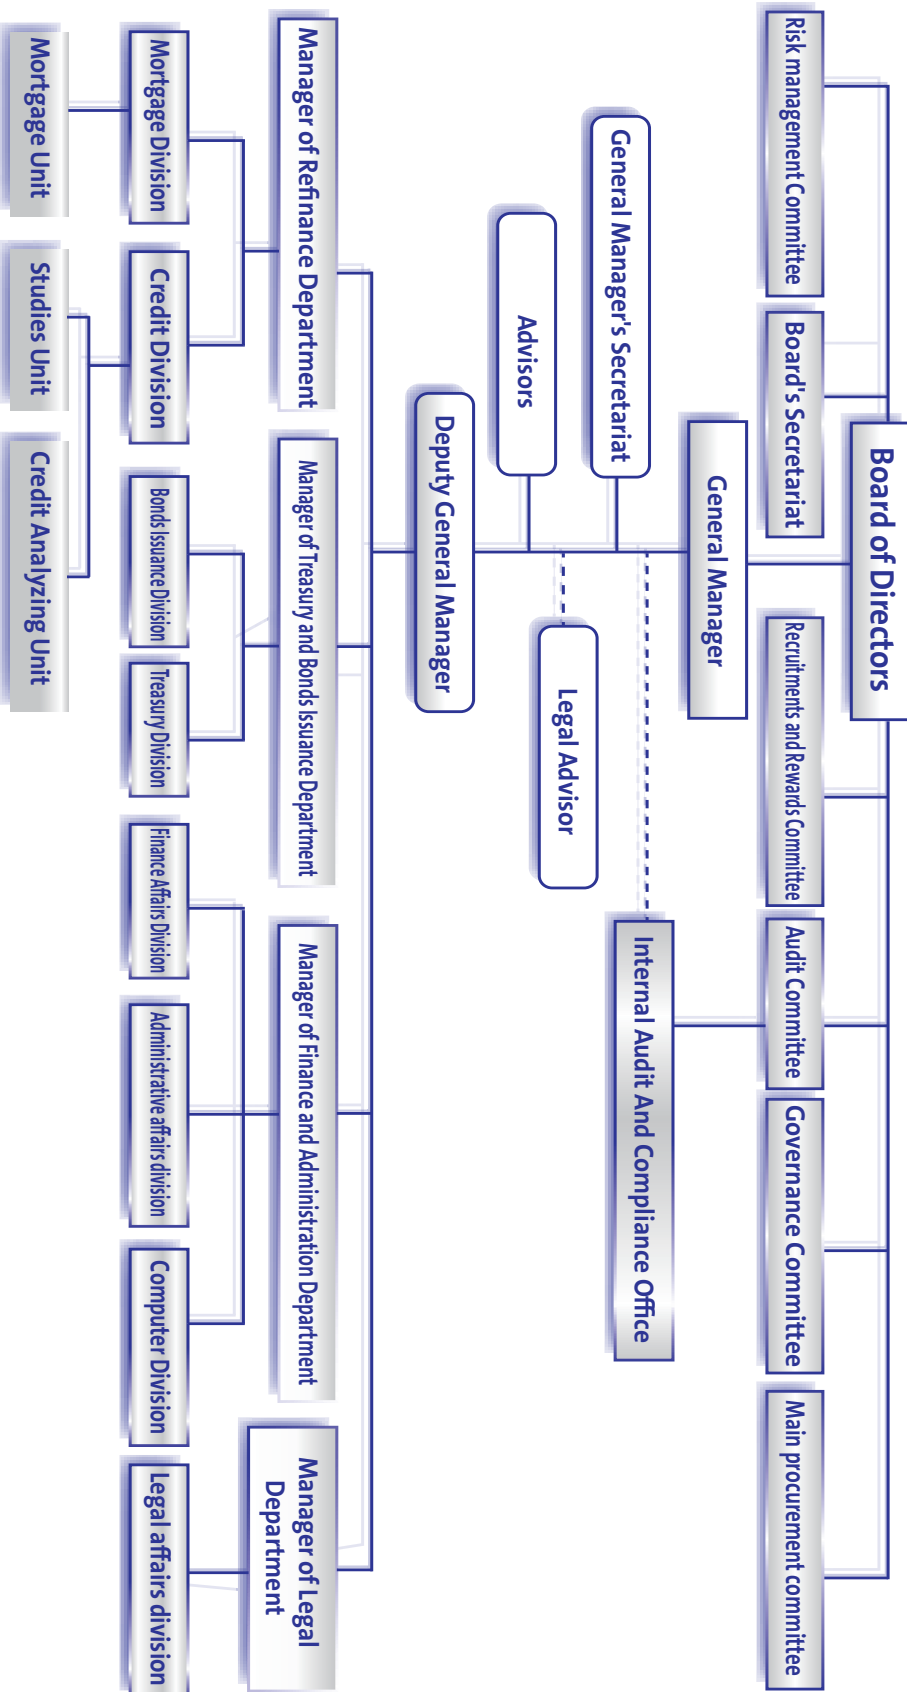 Board of Directors
Risk management Committee
Board's Secretariat
Recruitments and Rewards Committee
Audit Committee
Governance Committee
Main procurement committee
General Manager
Internal Audit And Compliance Office
General Manager's Secretariat
Legal Advisor
Advisors
Deputy General Manager
Manager of Refinance Department
Manager of Treasury and Bonds Issuance Department
Manager of Finance and Administration Department
Manager of Legal
Department
Mortgage Division
Credit Division
Bonds Issuance Division
Treasury Division
Finance Affairs Division
Administrative affairs division
Computer Division
Legal affairs division
Mortgage Unit
Studies Unit
Credit Analyzing Unit